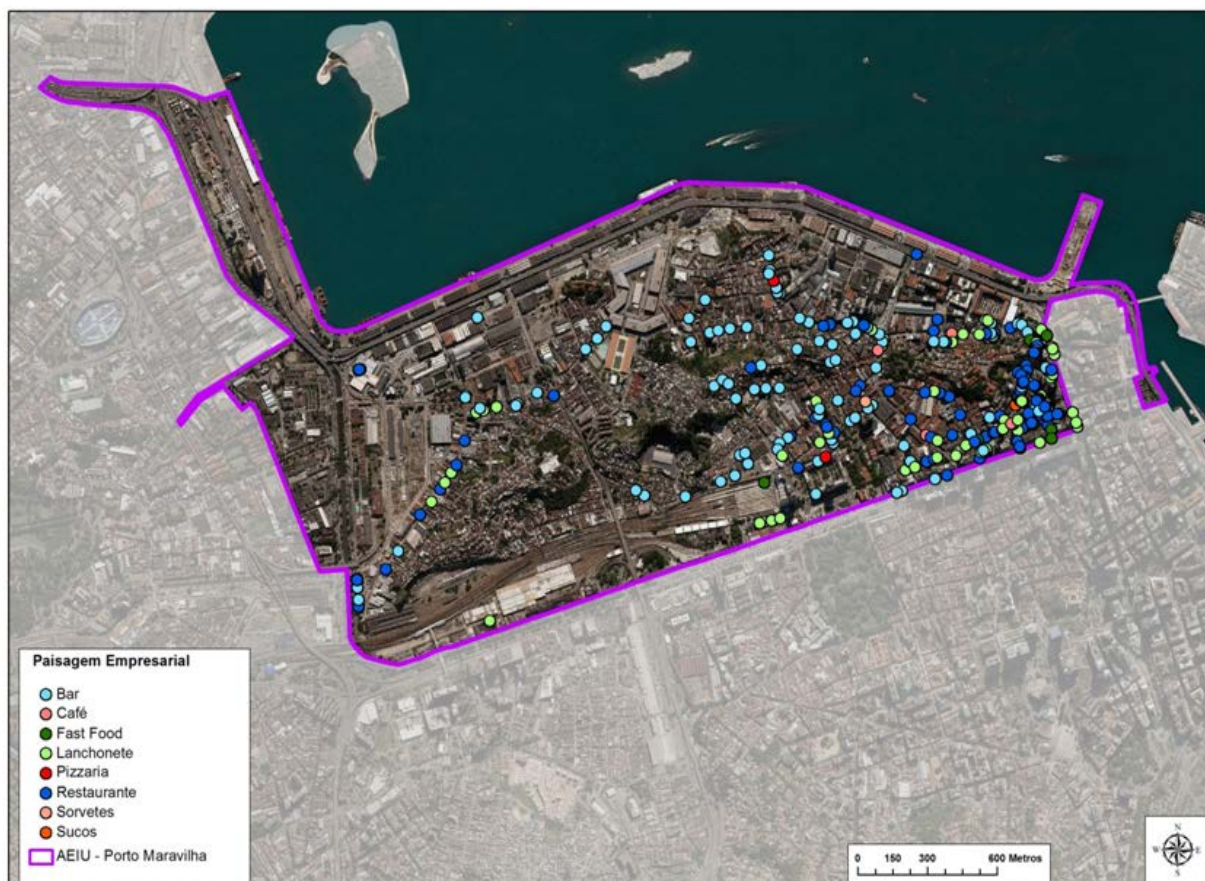 Paisagem Empresarial
Bar
Café
Fast Food
Lanchonete
Pizzaria
Restaurante
Sorvetes
Sucos
AEIU - Porto Maravilha
0 150 300 600 Metros
N
W E
S